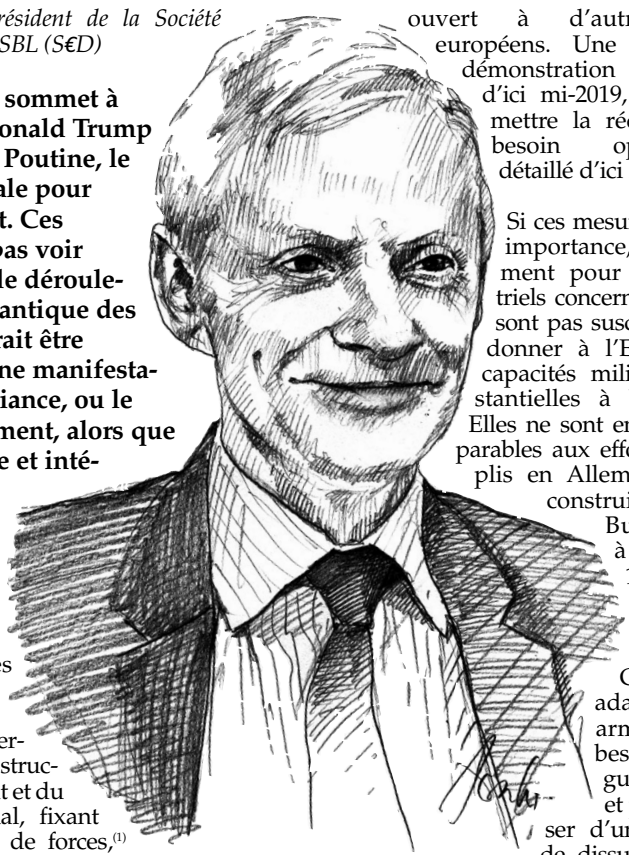 résident de la Société
SBL (S€D)
sommet à
onald Trump
Poutine, le
ale pour
t. Ces
pas voir
le déroule-
antique des
rait être
ne manifesta-
iance, ou le
ment, alors que
e et inté-
es
er-
struc-
t et du
al, fixant
de forces,(1)
ouvert à d'autr
européens. Une
démonstration
d'ici mi-2019,
mettre la réd
besoin op
détaillé d'ici
Si ces mesur
importance,
ment pour
triels concern
sont pas susc
donner à l'E
capacités mili
stantielles à
Elles ne sont en
parables aux effo
plis en Allem
construi
Bu
à
1
C
ada
arm
bes
gu
et
ser d'un
de dissu